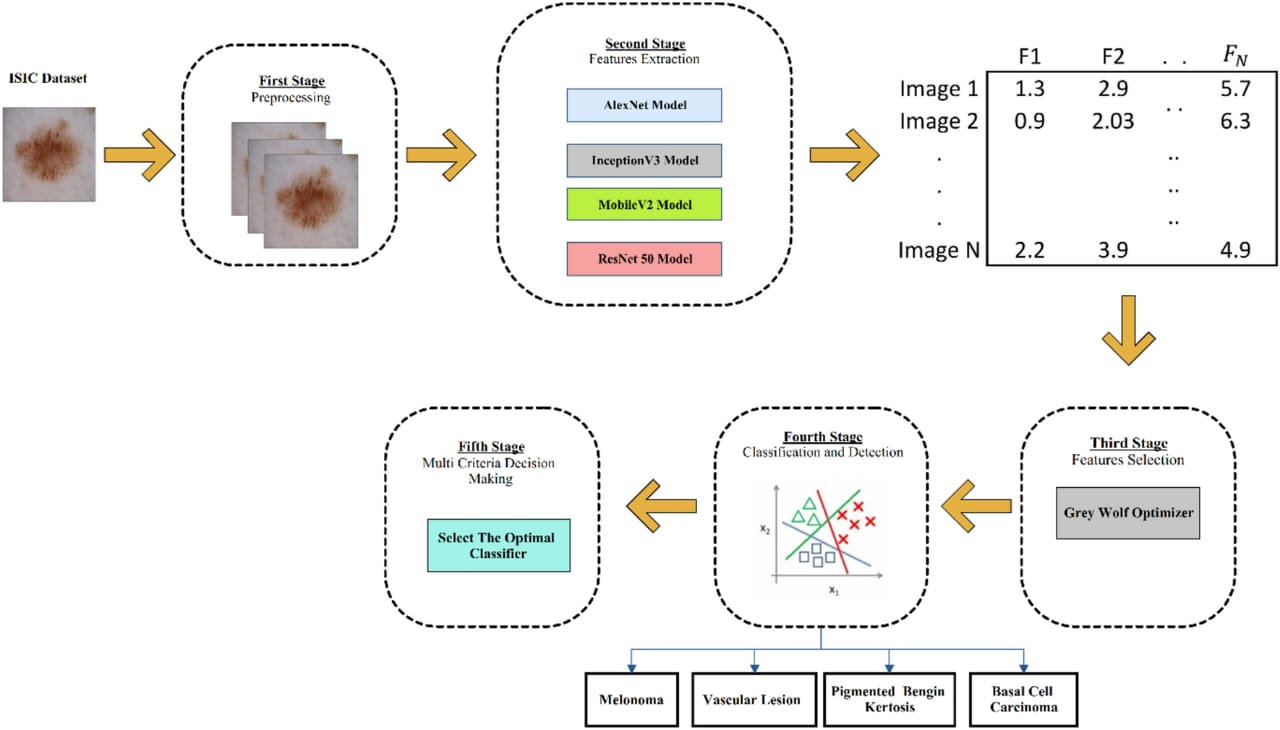 ISIC Dataset
First Stage
Preprocessing
Second Stage
Features Extraction
AlexNet Model
InceptionV3 Model
MobileV2 Model
ResNet 50 Model
F1 F2 . . FN
Image 1 1.3 2.9 . . 5.7
Image 2 0.9 2.03 6.3
. ..
. ..
. ..
Image N 2.2 3.9 4.9
Third Stage
Features Selection
Grey Wolf Optimizer
Fourth Stage
Classification and Detection
x2
x1
Fifth Stage
Multi Criteria Decision
Making
Select The Optimal
Classifier
Melonoma
Vascular Lesion
Pigmented Bengin
Kertosis
Basal Cell
Carcinoma